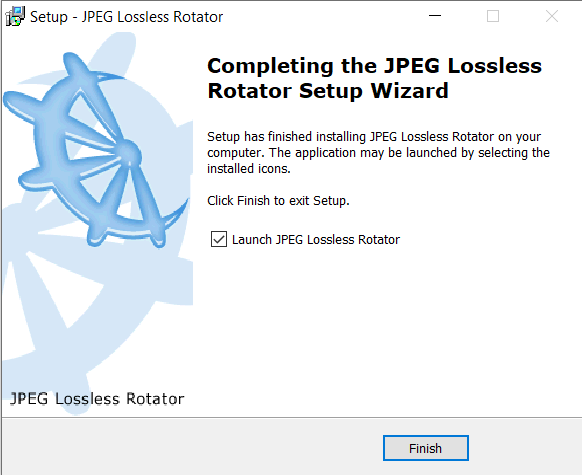 Setup - JPEG Lossless Rotator
Completing the JPEG Lossless
Rotator Setup Wizard
Setup has finished installing JPEG Lossless Rotator on your
computer. The application may be launched by selecting the
installed icons.
Click Finish to exit Setup.
Launch JPEG Lossless Rotator
JPEG Lossless Rotator
Finish